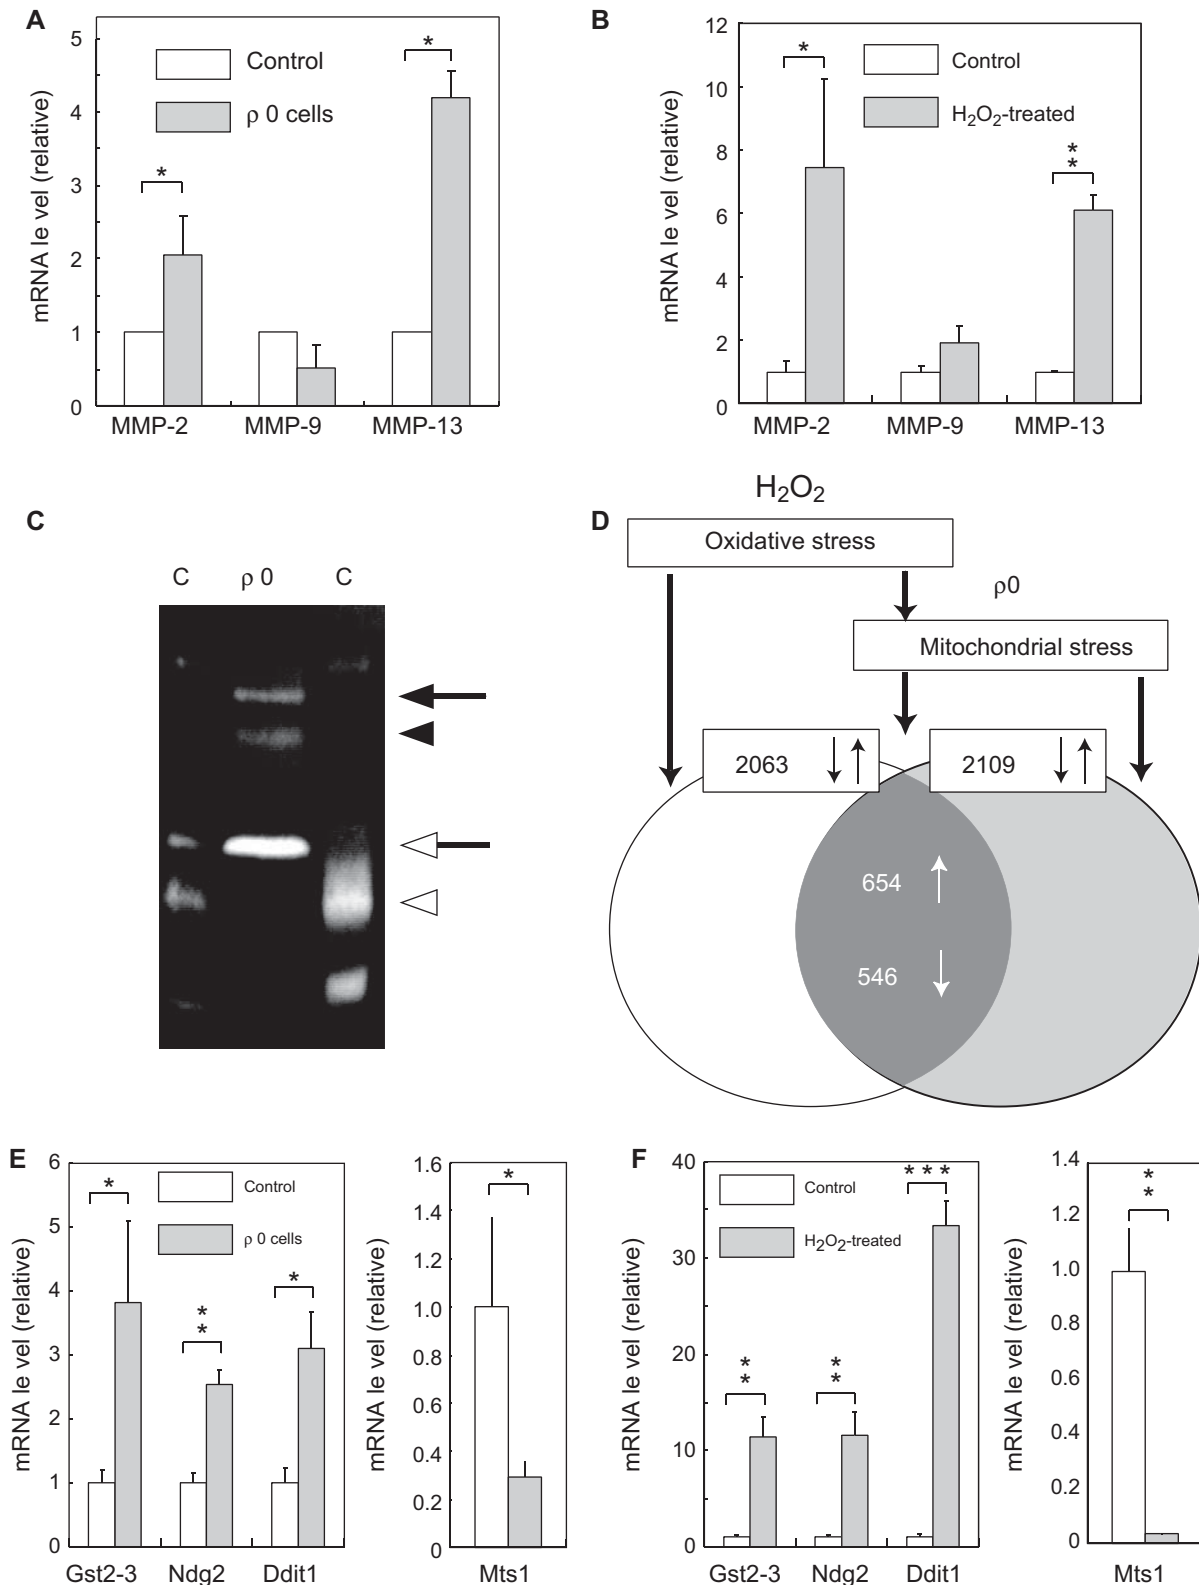 A
mRNA le vel (relative)
5
4
3
2
1
0
Control
ρ 0 cells
*
*
MMP-2 MMP-9 MMP-13
B
mRNA le vel (relative)
12
10
8
6
4
2
0
Control
H₂O₂-treated
*
*
*
MMP-2 MMP-9 MMP-13
C
C ρ 0 C
D
H₂O₂
Oxidative stress
ρ0
Mitochondrial stress
2063 ↓↑
2109 ↓↑
654 ↑
546 ↓
E
mRNA le vel (relative)
6
5
4
3
2
1
0
Control
ρ 0 cells
*
*
*
*
Gst2-3 Ndg2 Ddit1
mRNA le vel (relative)
1.6
1.4
1.2
1.0
0.8
0.6
0.4
0.2
0
*
Mts1
F
mRNA le vel (relative)
40
30
20
10
0
Control
H₂O₂-treated
* * *
*
*
*
*
Gst2-3 Ndg2 Ddit1
mRNA le vel (relative)
1.4
1.2
1.0
0.8
0.6
0.4
0.2
0
*
*
Mts1